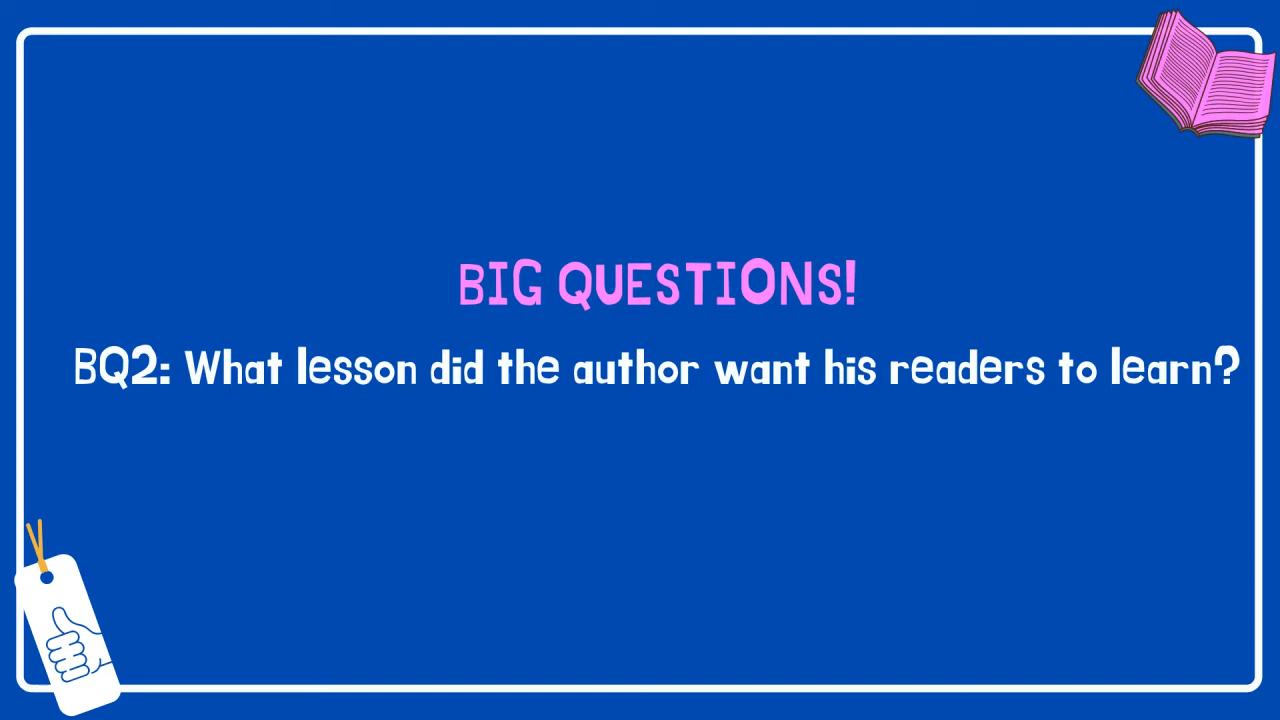 BIG QUESTIONS!
BQ2: What lesson did the author want his readers to learn?